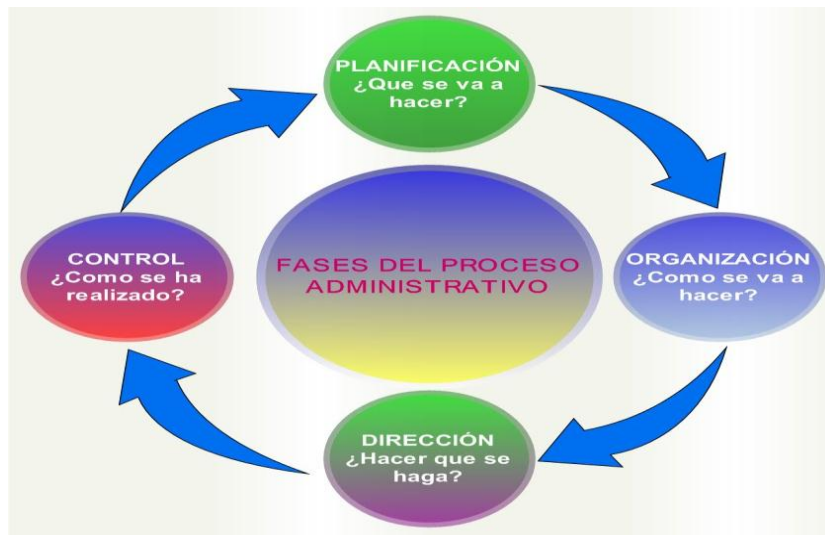 PLANIFICACIÓN
¿Que se va a
hacer?
CONTROL
¿Como se ha
realizado?
FASES DEL PROCESO
ADMINISTRATIVO
ORGANIZACIÓN
¿Como se va a
hacer?
DIRECCIÓN
¿Hacer que se
haga?